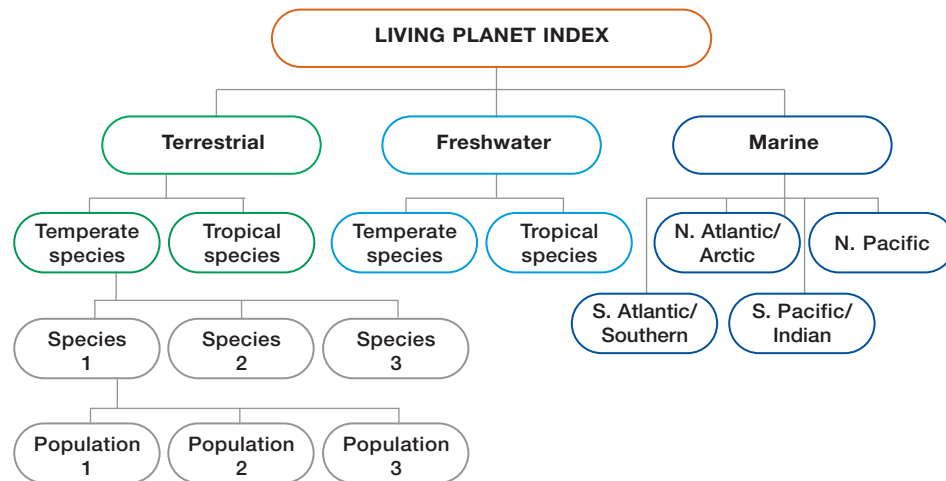 LIVING PLANET INDEX
Terrestrial
Freshwater
Marine
Temperate
species
Tropical
species
Temperate
species
Tropical
species
N. Atlantic/
Arctic
N. Pacific
S. Atlantic/
Southern
S. Pacific/
Indian
Species
1
Species
2
Species
3
Population
1
Population
2
Population
3